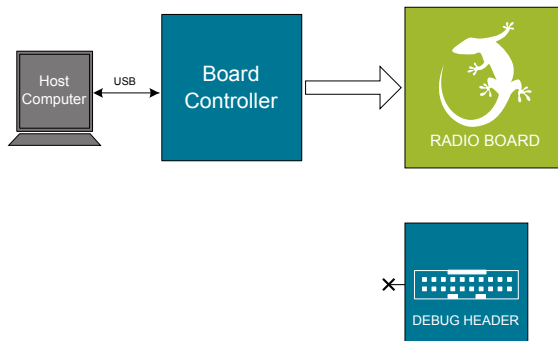 Host
Computer
USB
Board
Controller
RADIO BOARD
DEBUG HEADER